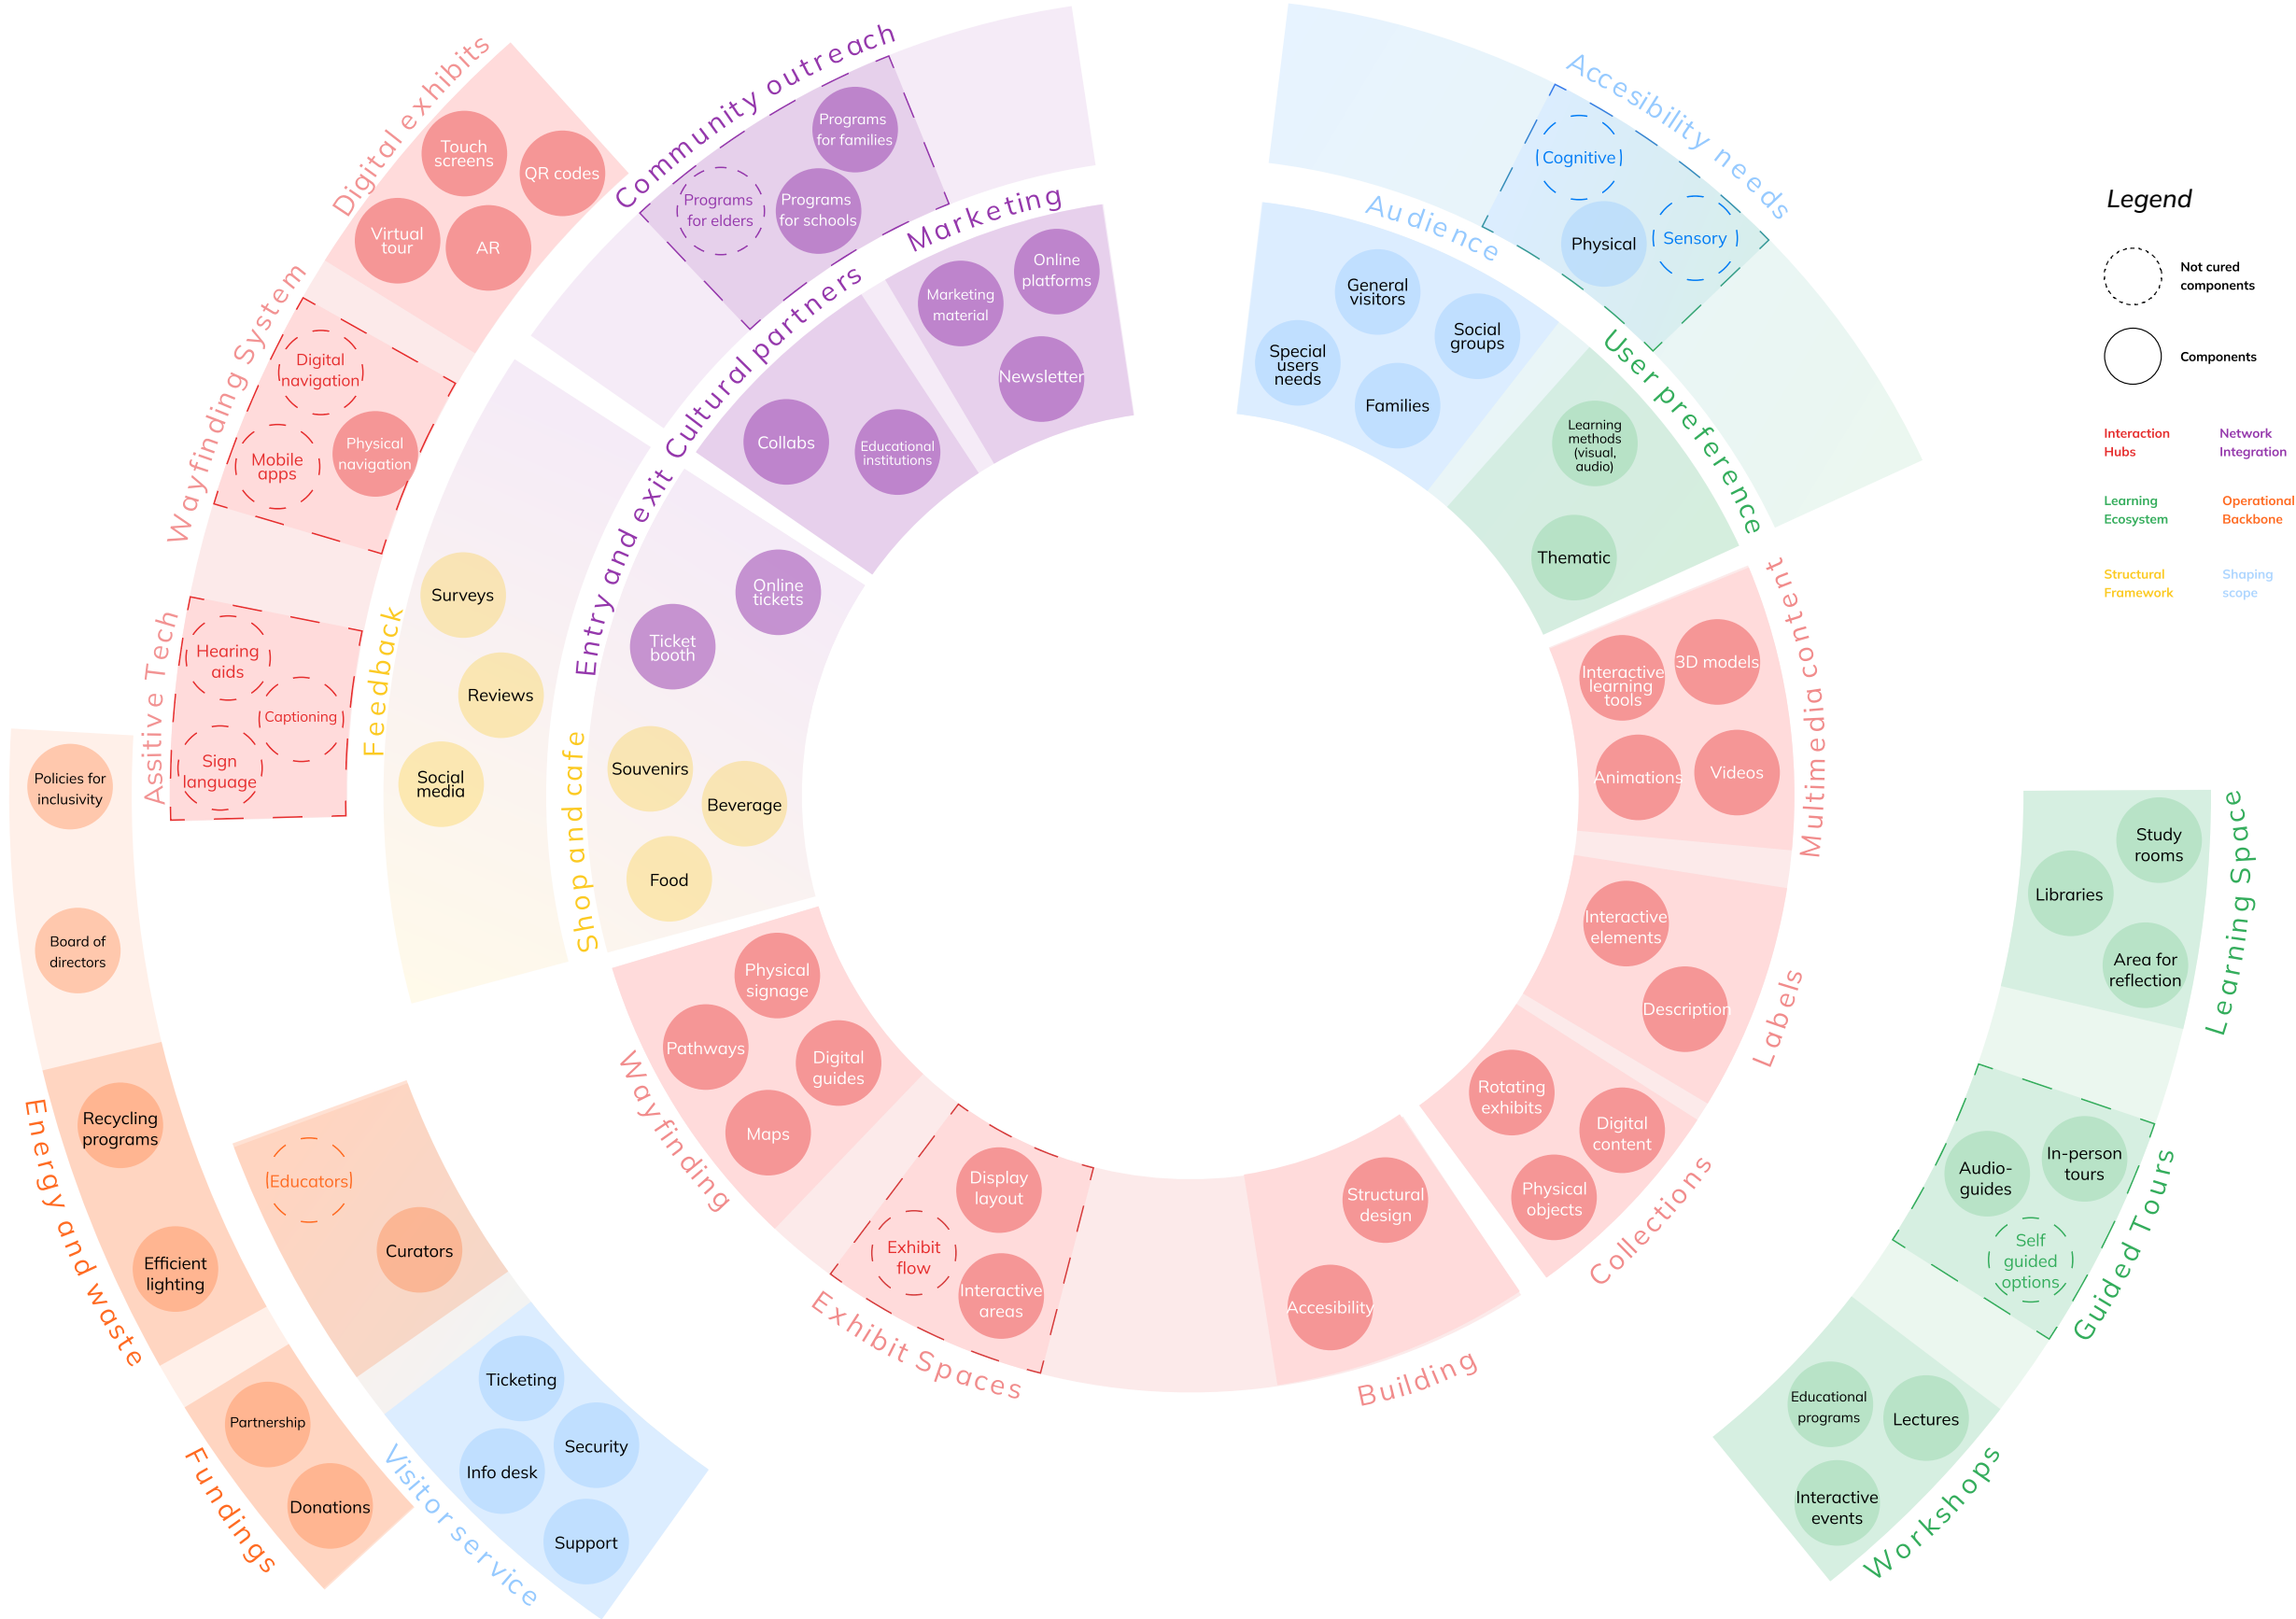 Digital exhibits
Touch
screens
QR codes
Virtual
tour
AR
Wayfinding System
Digital
navigation
Mobile
apps
Physical
navigation
Assitive Tech
Hearing
aids
Captioning
Sign
language
Community outreach
Programs
for families
Programs
for elders
Programs
for schools
Marketing
Online
platforms
Marketing
material
Newsletter
Cultural partners
Collabs
Educational
institutions
Entry and exit
Online
tickets
Ticket
booth
Feedback
Surveys
Reviews
Social
media
Shop and cafe
Souvenirs
Beverage
Food
Accesibility needs
Cognitive
Physical
Sensory
Audience
General
visitors
Social
groups
Special
users
needs
Families
User preference
Learning
methods
(visual,
audio)
Thematic
Multimedia content
Interactive
learning
tools
3D models
Animations
Videos
Labels
Interactive
elements
Description
Collections
Rotating
exhibits
Digital
content
Physical
objects
Building
Structural
design
Accesibility
Exhibit Spaces
Display
layout
Exhibit
flow
Interactive
areas
Wayfinding
Physical
signage
Pathways
Digital
guides
Maps
Policies for
inclusivity
Board of
directors
Energy and waste
Recycling
programs
Efficient
lighting
Fundings
Partnership
Donations
Educators
Curators
Visitor service
Ticketing
Security
Info desk
Support
Learning Space
Study
rooms
Libraries
Area for
reflection
Guided Tours
In-person
tours
Audio-
guides
Self
guided
options
Workshops
Educational
programs
Lectures
Interactive
events
Legend
Not cured
components
Components
Interaction
Hubs
Network
Integration
Learning
Ecosystem
Operational
Backbone
Structural
Framework
Shaping
scope